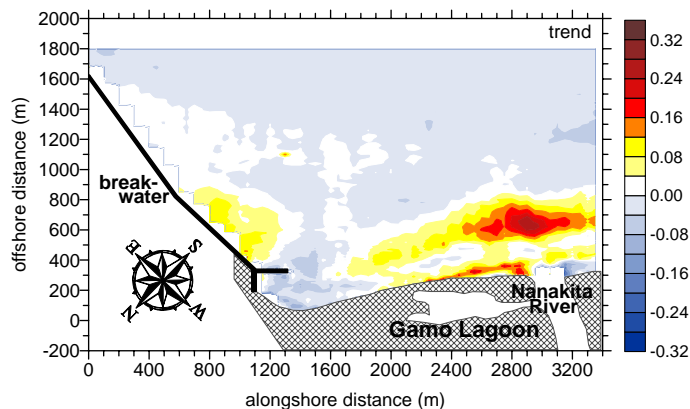 trend
2000
1800
1600
1400
1200
1000
800
600
400
200
0
-200
offshore distance (m)
0 400 800 1200 1600 2000 2400 2800 3200
alongshore distance (m)
break-
water
E S
N W
Nanakita
River
Gamo Lagoon
0.32
0.24
0.16
0.08
0.00
-0.08
-0.16
-0.24
-0.32